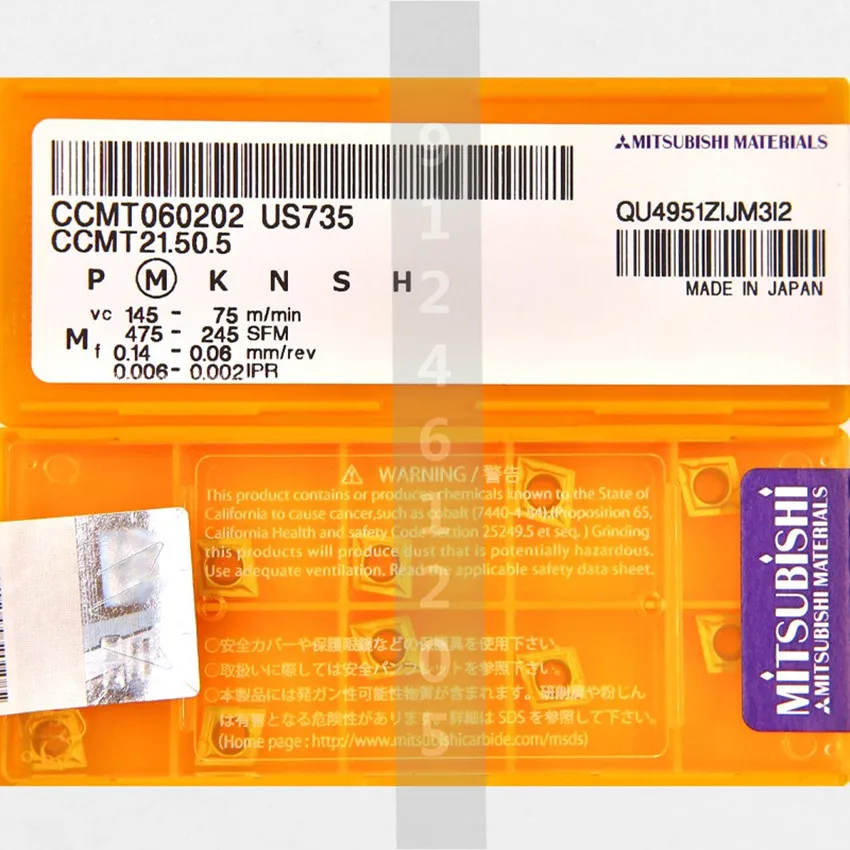 MITSUBISHI MATERIALS
CCMT060202 US735
CCMT21.50.5
P M K N S H
M
vc 145 - 75 m/min
475 - 245 SFM
f 0.14 - 0.06 mm/rev
0.006 - 0.002 IPR
QU4951ZIJM3I2
MADE IN JAPAN
9124612205
⚠ WARNING / 警告
This product contains or produce chemicals known to the State of
California to cause cancer,such as cobalt (7440-4-84).(Proposition 65,
California Health and safety Code Section 25249.5 et seq. ) Grinding
this products will produce dust that is potentially hazardous.
Use adequate ventilation. Read the applicable safety data sheet.
○安全カバーや保護眼鏡などの保護具を使用下さい。
○取扱いに際しては安全パンフレットを参照下さい。
○本製品には発ガン性可能性物質が含まれます。研削屑や粉じん
は有害となる危険性があります。詳細は SDS を参照して下さい。
(Home page : http://www.mitsubishicarbide.com/msds)
MITSUBISHI
MITSUBISHI MATERIALS